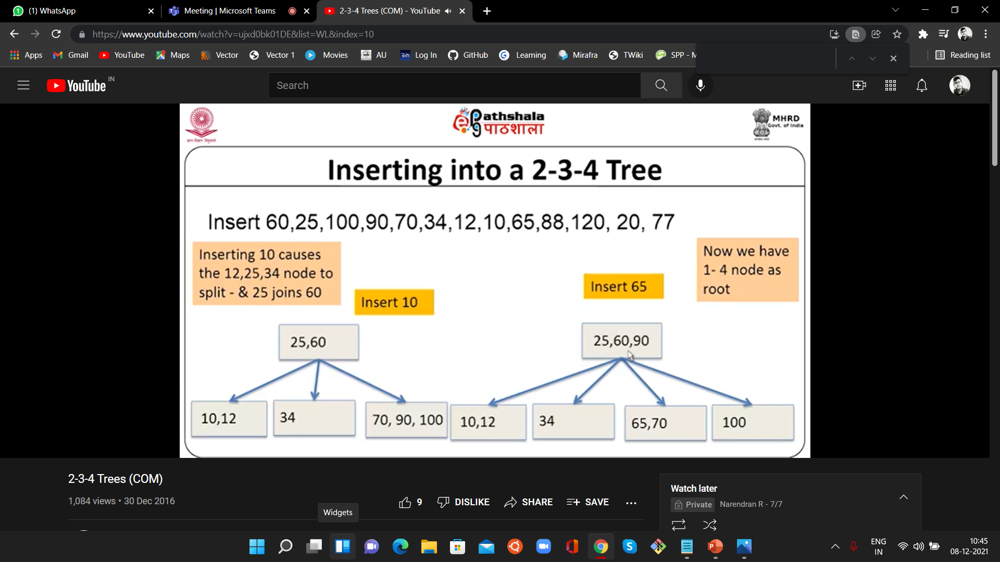 (1) WhatsApp
Meeting | Microsoft Teams
2-3-4 Trees (COM) - YouTube
https://www.youtube.com/watch?v=ujxd0bk01DE&list=WL&index=10
Apps
Gmail
YouTube
Maps
Vector
Vector 1
Movies
AU
Log In
GitHub
Learning
Mirafra
TWiki
SPP - M
Reading list
YouTube IN
Search
ePG athshala
पाठशाला
MHRD
Govt. of India
Inserting into a 2-3-4 Tree
Insert 60,25,100,90,70,34,12,10,65,88,120, 20, 77
Inserting 10 causes
the 12,25,34 node to
split - & 25 joins 60
Insert 10
Insert 65
Now we have
1- 4 node as
root
25,60
25,60,90
10,12
34
70, 90, 100
10,12
34
65,70
100
2-3-4 Trees (COM)
1,084 views • 30 Dec 2016
9
DISLIKE
SHARE
SAVE
Widgets
Watch later
Private
Narendran R - 7/7
ENG
IN
10:45
08-12-2021